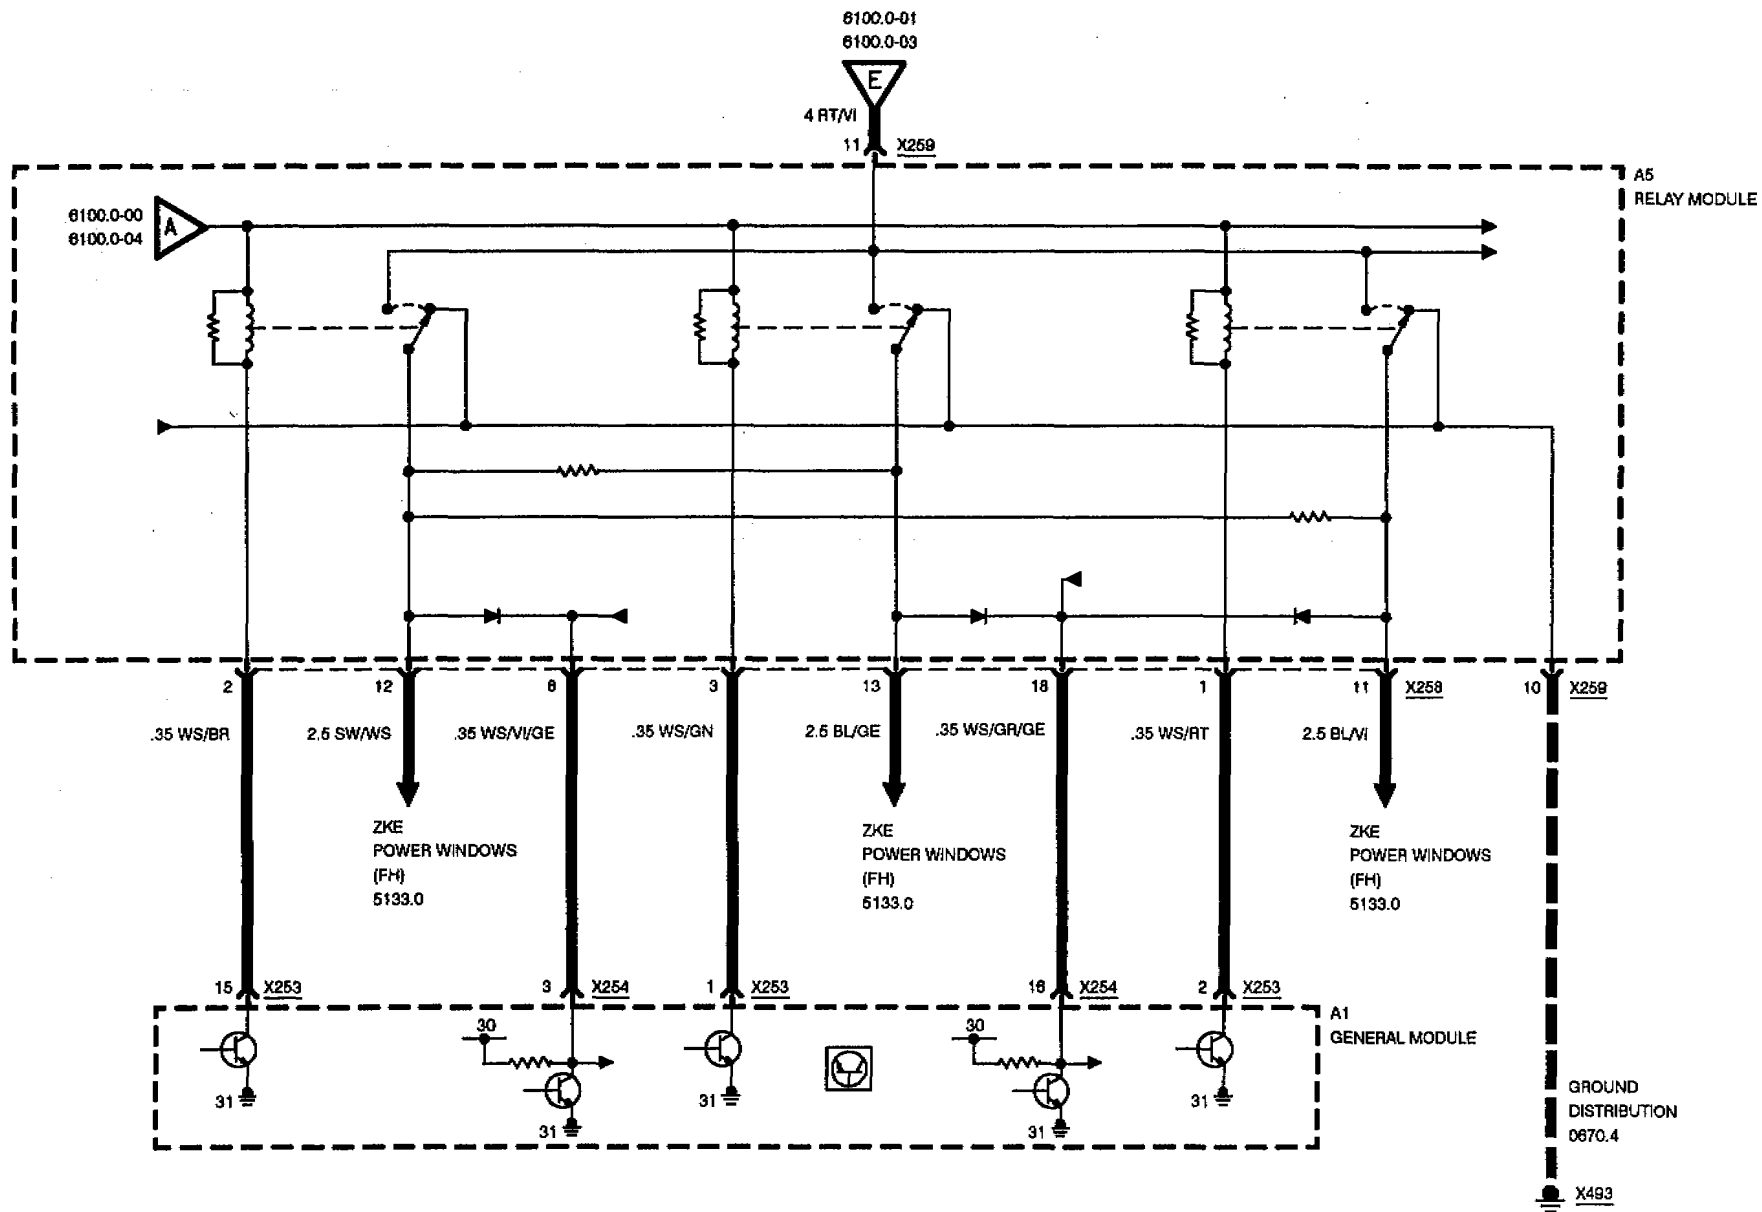 6100.0-01
6100.0-03
E
4 RT/VI
11 X259
A5
RELAY MODULE
6100.0-00
6100.0-04
A
2 12 8 3 13 18 1 11 X258 10 X259
.35 WS/BR 2.5 SW/WS .35 WS/VI/GE .35 WS/GN 2.5 BL/GE .35 WS/GR/GE .35 WS/RT 2.5 BL/VI
ZKE
POWER WINDOWS
(FH)
5133.0
ZKE
POWER WINDOWS
(FH)
5133.0
ZKE
POWER WINDOWS
(FH)
5133.0
15 X253 3 X254 1 X253 16 X254 2 X253
A1
GENERAL MODULE
30 30
31 31 31 31 31
GROUND
DISTRIBUTION
0670.4
X493